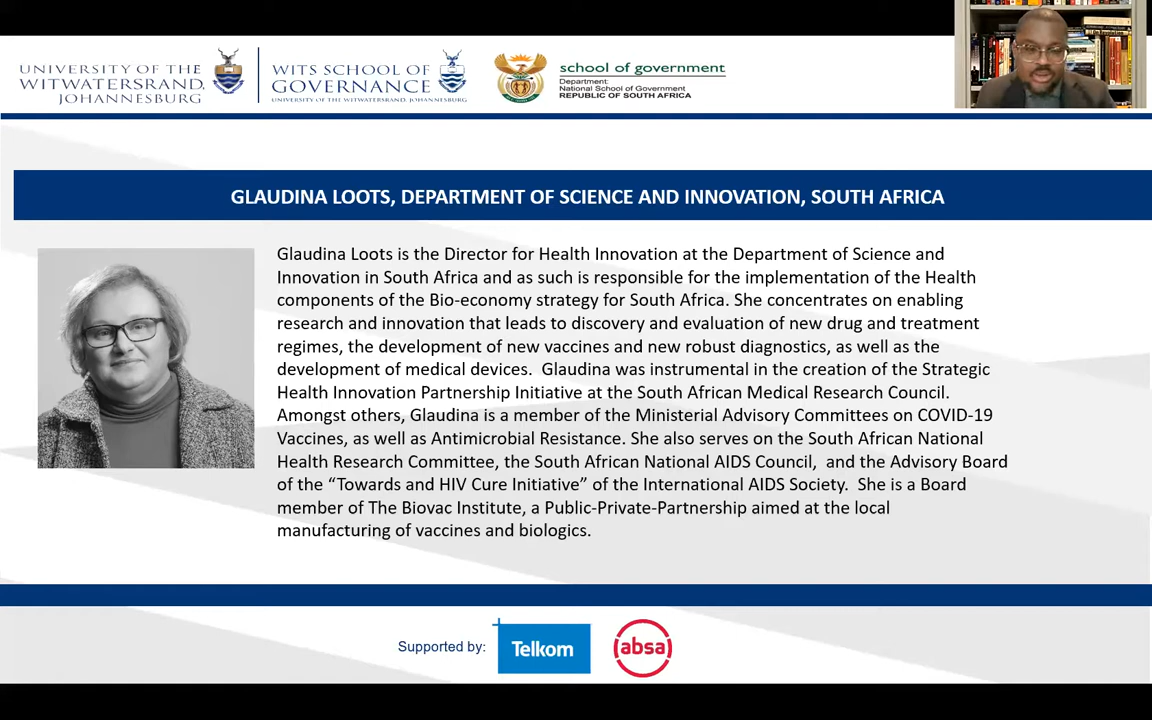 UNIVERSITY OF THE
WITWATERSRAND,
JOHANNESBURG
WITS SCHOOL OF
GOVERNANCE
UNIVERSITY OF THE WITWATERSRAND, JOHANNESBURG
school of government
Department:
National School of Government
REPUBLIC OF SOUTH AFRICA
GLAUDINA LOOTS, DEPARTMENT OF SCIENCE AND INNOVATION, SOUTH AFRICA
Glaudina Loots is the Director for Health Innovation at the Department of Science and
Innovation in South Africa and as such is responsible for the implementation of the Health
components of the Bio-economy strategy for South Africa. She concentrates on enabling
research and innovation that leads to discovery and evaluation of new drug and treatment
regimes, the development of new vaccines and new robust diagnostics, as well as the
development of medical devices. Glaudina was instrumental in the creation of the Strategic
Health Innovation Partnership Initiative at the South African Medical Research Council.
Amongst others, Glaudina is a member of the Ministerial Advisory Committees on COVID-19
Vaccines, as well as Antimicrobial Resistance. She also serves on the South African National
Health Research Committee, the South African National AIDS Council, and the Advisory Board
of the “Towards and HIV Cure Initiative” of the International AIDS Society. She is a Board
member of The Biovac Institute, a Public-Private-Partnership aimed at the local
manufacturing of vaccines and biologics.
Supported by:
Telkom
absa